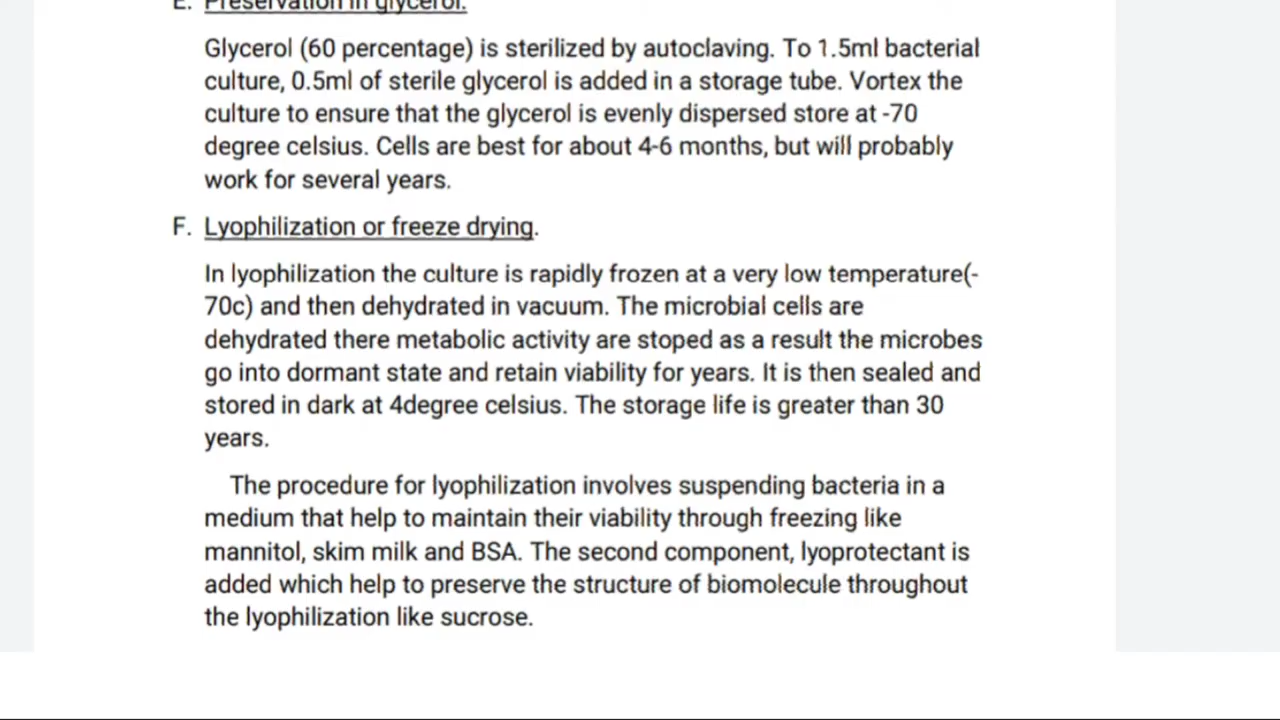 E. Preservation in glycerol.
Glycerol (60 percentage) is sterilized by autoclaving. To 1.5ml bacterial
culture, 0.5ml of sterile glycerol is added in a storage tube. Vortex the
culture to ensure that the glycerol is evenly dispersed store at -70
degree celsius. Cells are best for about 4-6 months, but will probably
work for several years.
F. Lyophilization or freeze drying.
In lyophilization the culture is rapidly frozen at a very low temperature(-
70c) and then dehydrated in vacuum. The microbial cells are
dehydrated there metabolic activity are stoped as a result the microbes
go into dormant state and retain viability for years. It is then sealed and
stored in dark at 4degree celsius. The storage life is greater than 30
years.
The procedure for lyophilization involves suspending bacteria in a
medium that help to maintain their viability through freezing like
mannitol, skim milk and BSA. The second component, lyoprotectant is
added which help to preserve the structure of biomolecule throughout
the lyophilization like sucrose.